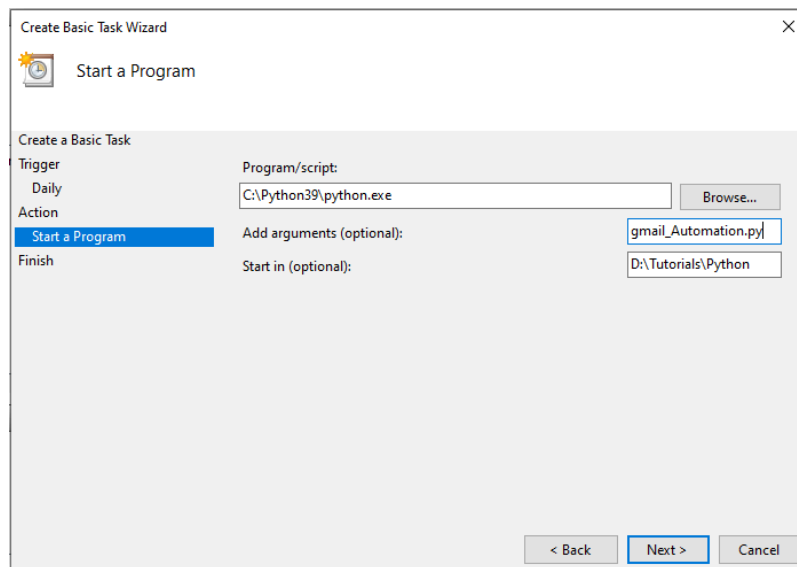 Create Basic Task Wizard
Start a Program
Create a Basic Task
Trigger
Daily
Action
Start a Program
Finish
Program/script:
C:\Python39\python.exe
Browse...
Add arguments (optional):
gmail_Automation.py
Start in (optional):
D:\Tutorials\Python
< Back
Next >
Cancel